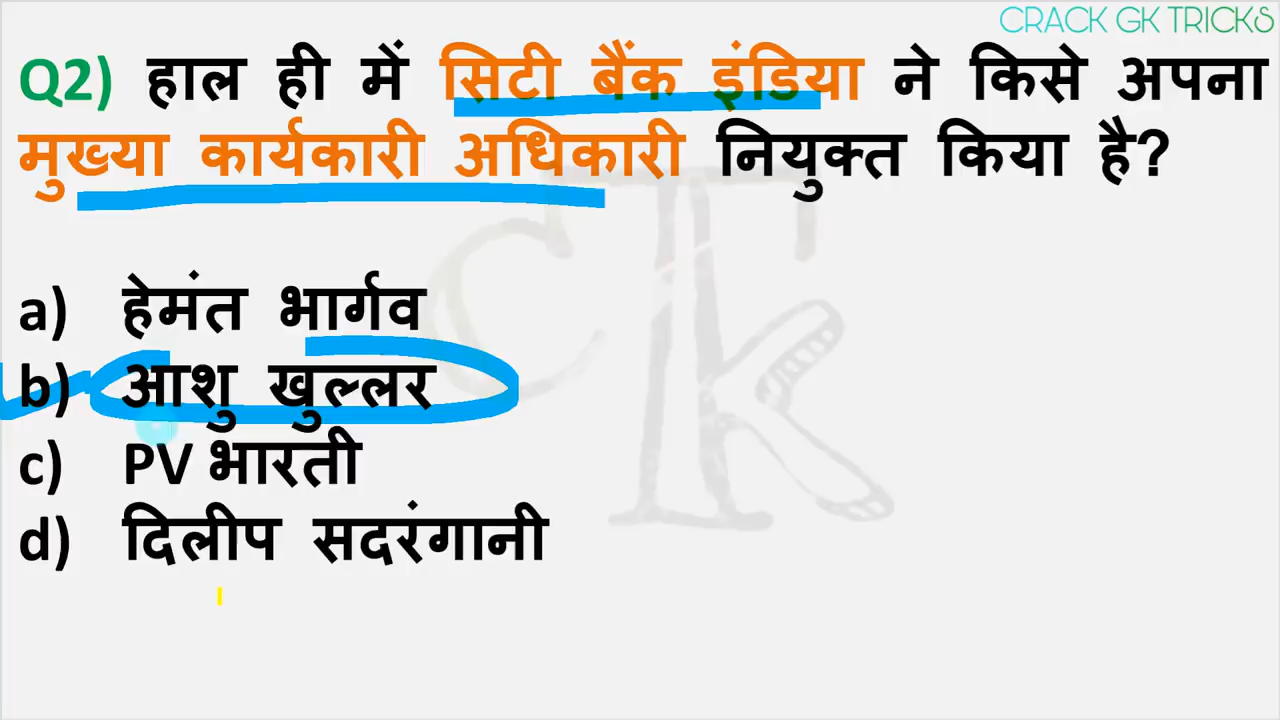 CRACK GK TRICKS
Q2) हाल ही में सिटी बैंक इंडिया ने किसे अपना
मुख्या कार्यकारी अधिकारी नियुक्त किया है?
a) हेमंत भार्गव
b) आशु खुल्लर
c) PV भारती
d) दिलीप सदरंगानी